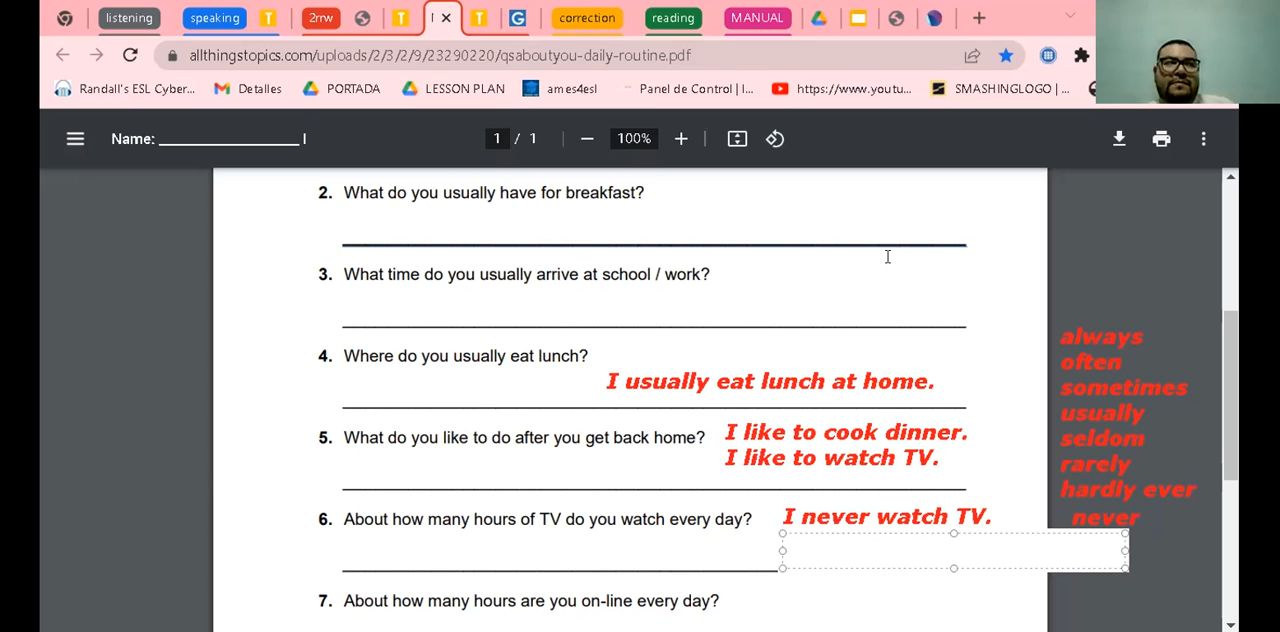 listening speaking T 2rrw T T G correction reading MANUAL
allthingstopics.com/uploads/2/3/2/9/23290220/qsaboutyou-daily-routine.pdf
Randall's ESL Cyber... Detalles PORTADA LESSON PLAN ames4esl Panel de Control | I... https://www.youtu... SMASHINGLOGO | ...
Name: 1 / 1 100%
2. What do you usually have for breakfast?
3. What time do you usually arrive at school / work?
always
4. Where do you usually eat lunch?
often
I usually eat lunch at home.
sometimes
usually
5. What do you like to do after you get back home?
I like to cook dinner.
seldom
I like to watch TV.
rarely
hardly ever
6. About how many hours of TV do you watch every day?
I never watch TV.
never
7. About how many hours are you on-line every day?